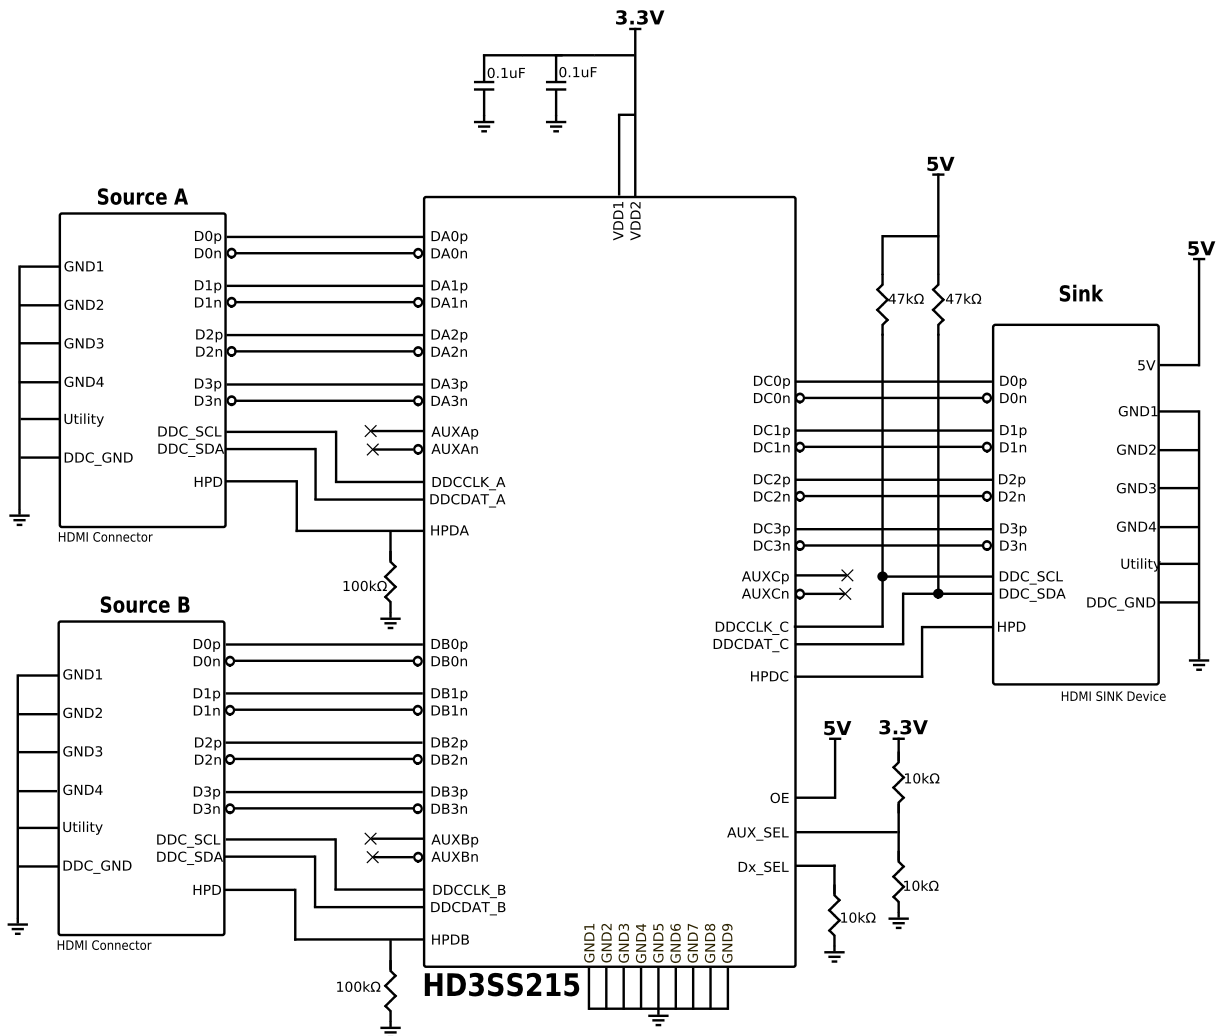 3.3V
0.1uF
0.1uF
VDD1
VDD2
Source A
GND1
GND2
GND3
GND4
Utility
DDC_GND
D0p
D0n
D1p
D1n
D2p
D2n
D3p
D3n
DDC_SCL
DDC_SDA
HPD
HDMI Connector
DA0p
DA0n
DA1p
DA1n
DA2p
DA2n
DA3p
DA3n
AUXAp
AUXAn
DDCCLK_A
DDCDAT_A
HPDA
100kΩ
Source B
GND1
GND2
GND3
GND4
Utility
DDC_GND
D0p
D0n
D1p
D1n
D2p
D2n
D3p
D3n
DDC_SCL
DDC_SDA
HPD
HDMI Connector
DB0p
DB0n
DB1p
DB1n
DB2p
DB2n
DB3p
DB3n
AUXBp
AUXBn
DDCCLK_B
DDCDAT_B
HPDB
100kΩ
HD3SS215
GND1
GND2
GND3
GND4
GND5
GND6
GND7
GND8
GND9
DC0p
DC0n
DC1p
DC1n
DC2p
DC2n
DC3p
DC3n
AUXCp
AUXCn
DDCCLK_C
DDCDAT_C
HPDC
OE
AUX_SEL
Dx_SEL
5V
47kΩ
47kΩ
5V
3.3V
10kΩ
10kΩ
10kΩ
Sink
5V
D0p
D0n
D1p
D1n
D2p
D2n
D3p
D3n
DDC_SCL
DDC_SDA
HPD
5V
GND1
GND2
GND3
GND4
Utility
DDC_GND
HDMI SINK Device